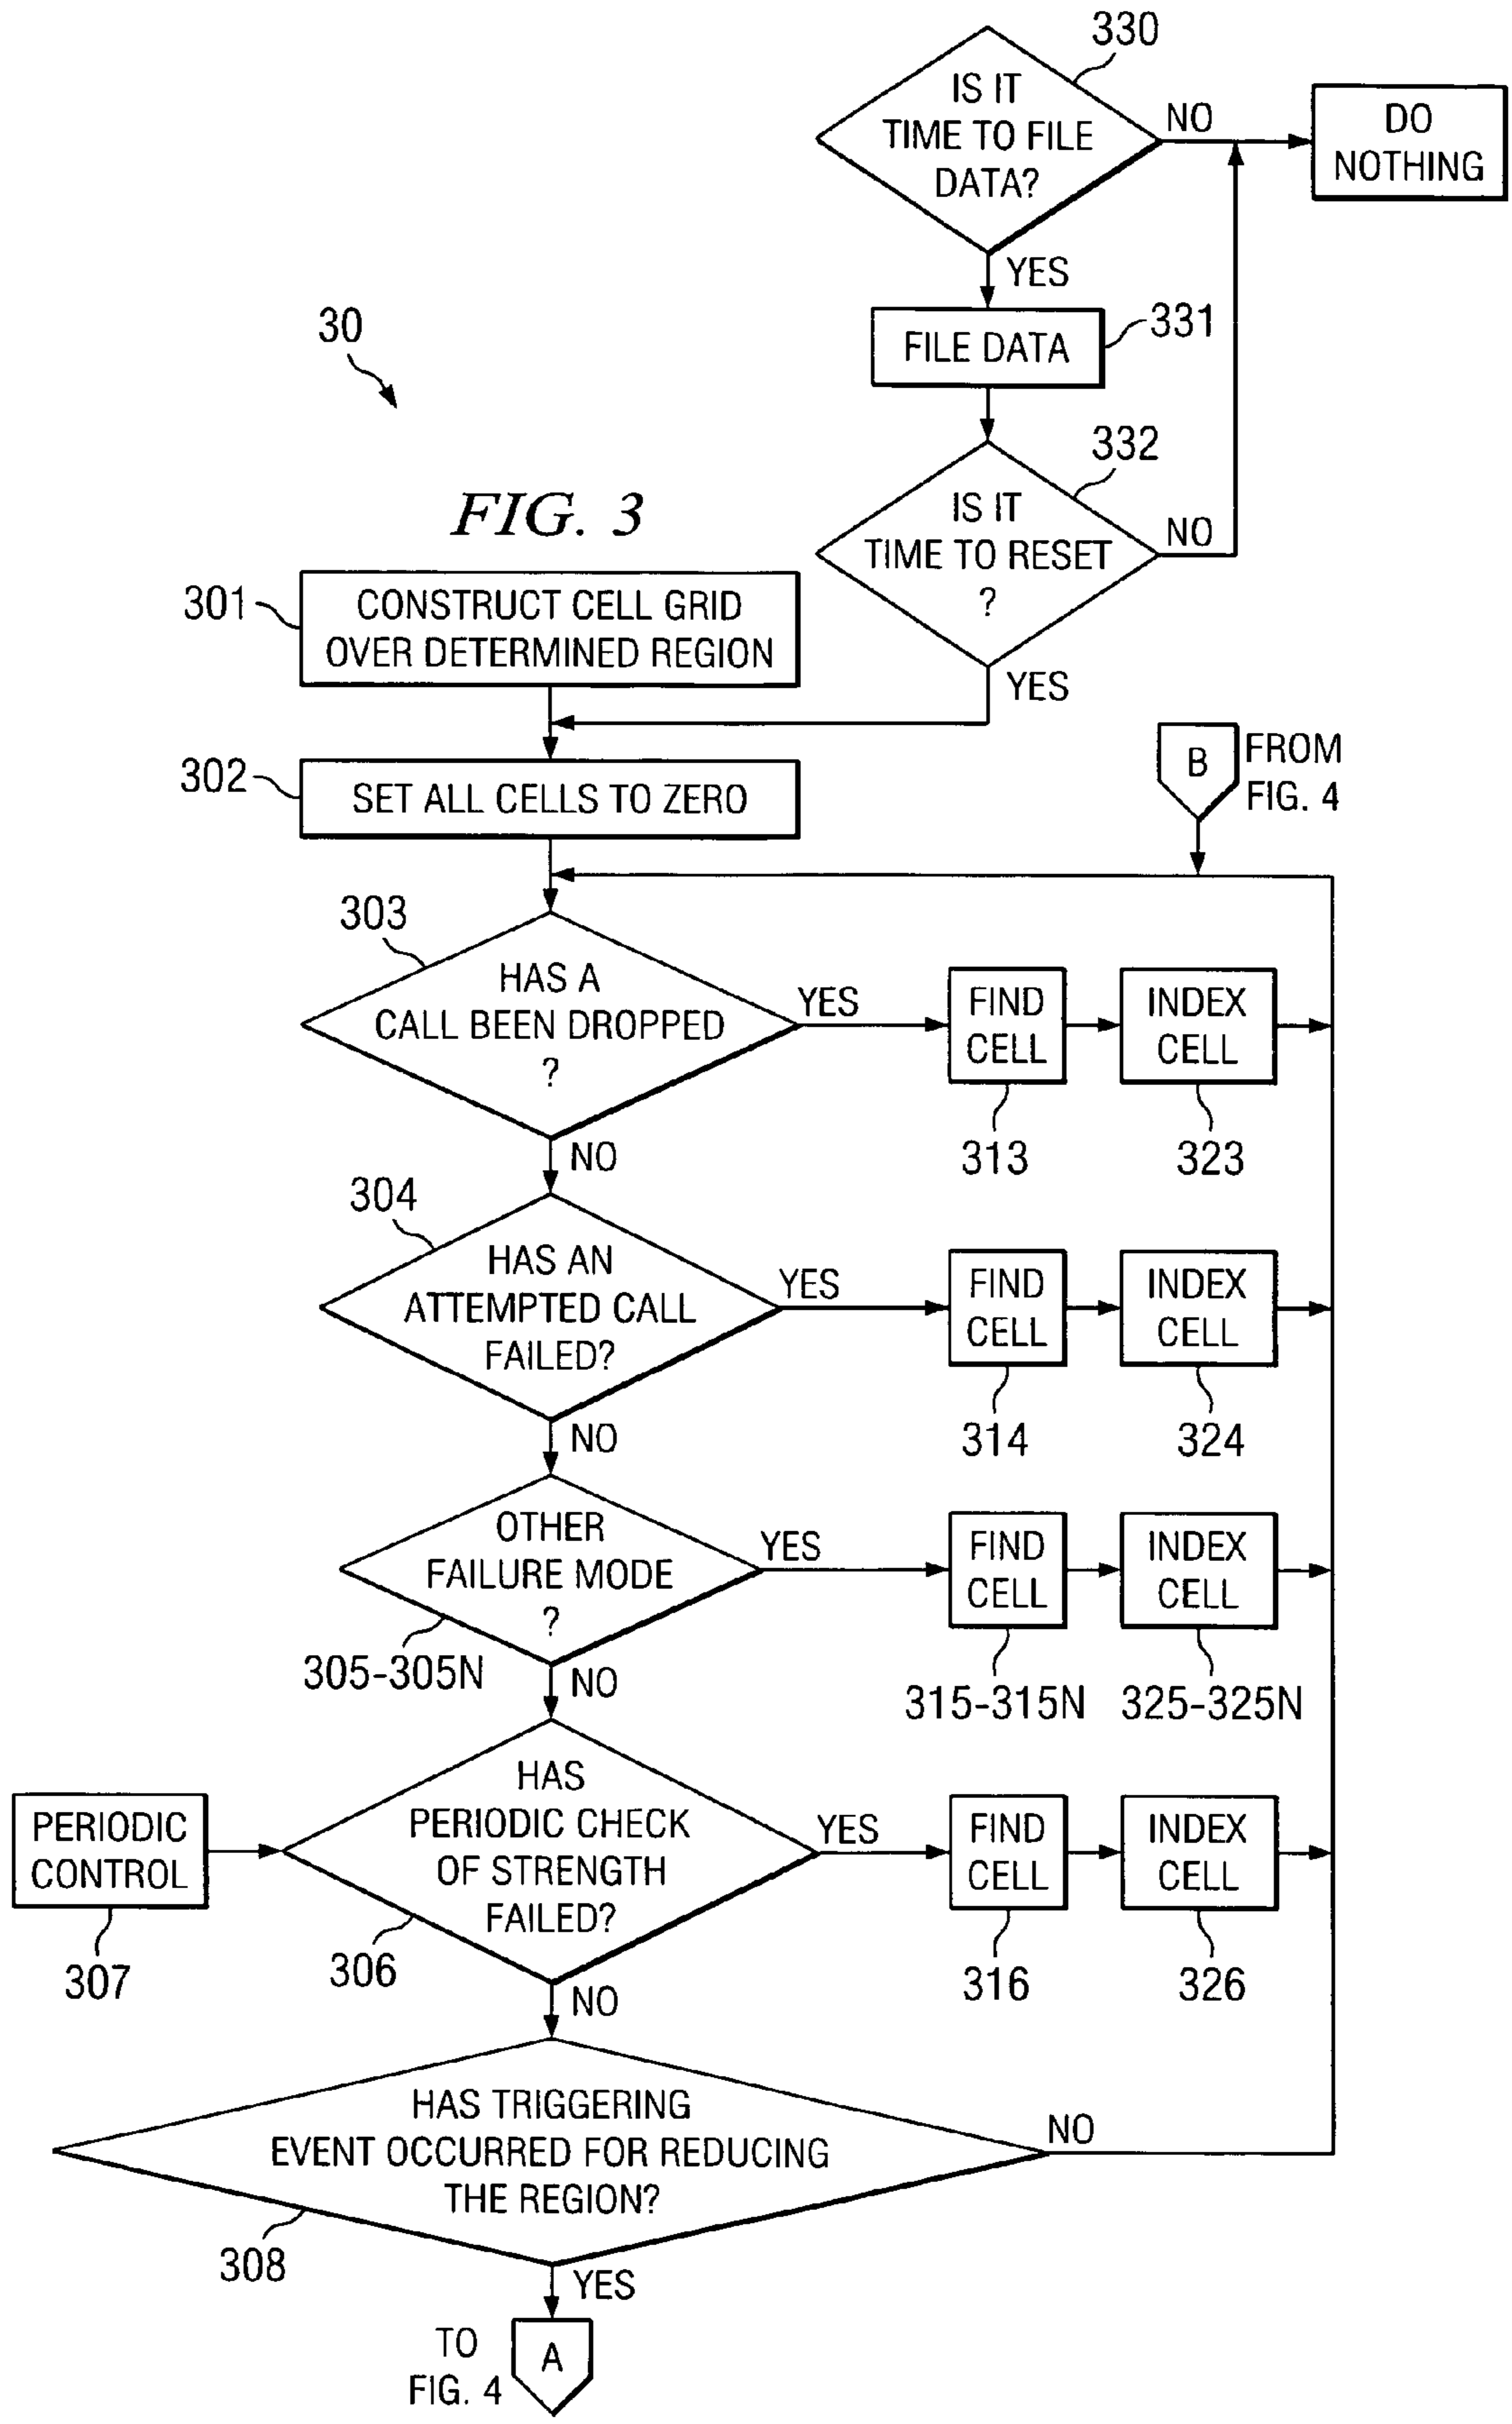 330
IS IT
TIME TO FILE
DATA?
NO
DO
NOTHING
YES
331
FILE DATA
30
332
IS IT
TIME TO RESET
?
NO
YES
FIG. 3
301
CONSTRUCT CELL GRID
OVER DETERMINED REGION
302
SET ALL CELLS TO ZERO
B
FROM
FIG. 4
303
HAS A
CALL BEEN DROPPED
?
YES
FIND
CELL
INDEX
CELL
313
323
NO
304
HAS AN
ATTEMPTED CALL
FAILED?
YES
FIND
CELL
INDEX
CELL
314
324
NO
OTHER
FAILURE MODE
?
YES
FIND
CELL
INDEX
CELL
305-305N
315-315N
325-325N
NO
PERIODIC
CONTROL
307
HAS
PERIODIC CHECK
OF STRENGTH
FAILED?
306
YES
FIND
CELL
INDEX
CELL
316
326
NO
HAS TRIGGERING
EVENT OCCURRED FOR REDUCING
THE REGION?
NO
308
YES
TO
FIG. 4
A